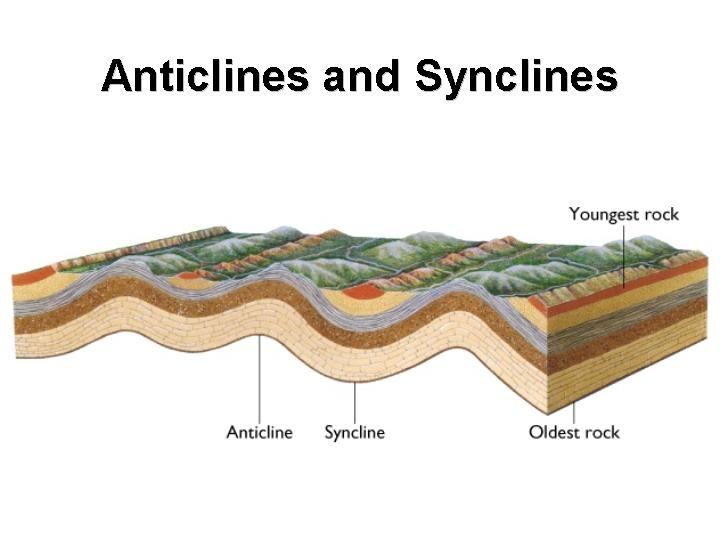 Anticlines and Synclines
Youngest rock
Anticline
Syncline
Oldest rock